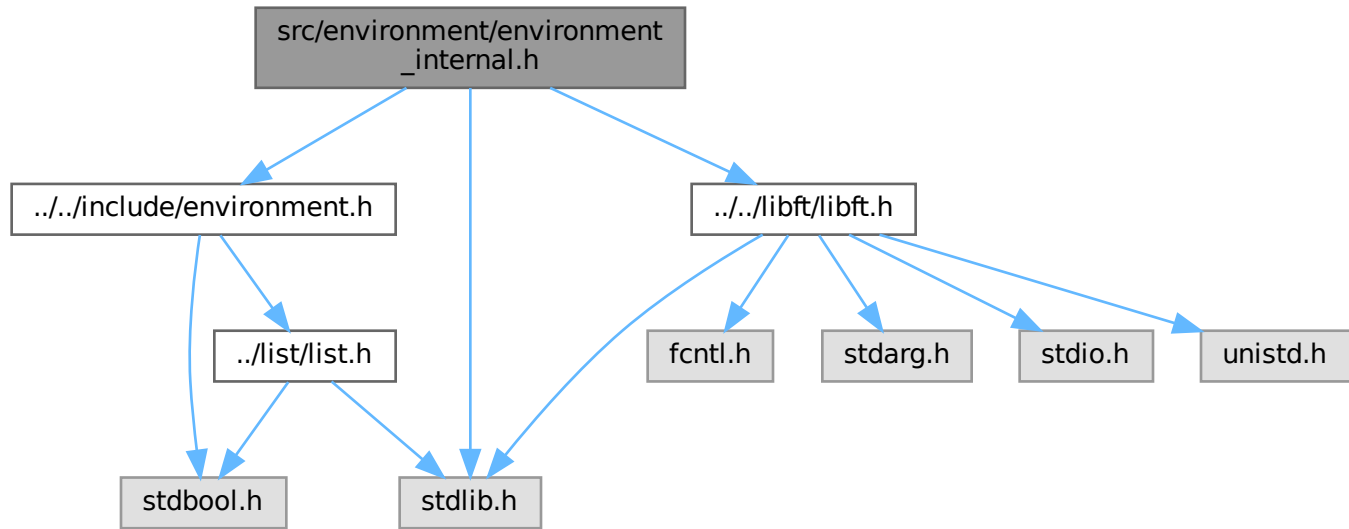 src/environment/environment
_internal.h
../../include/environment.h
../../libft/libft.h
../list/list.h
fcntl.h
stdarg.h
stdio.h
unistd.h
stdbool.h
stdlib.h